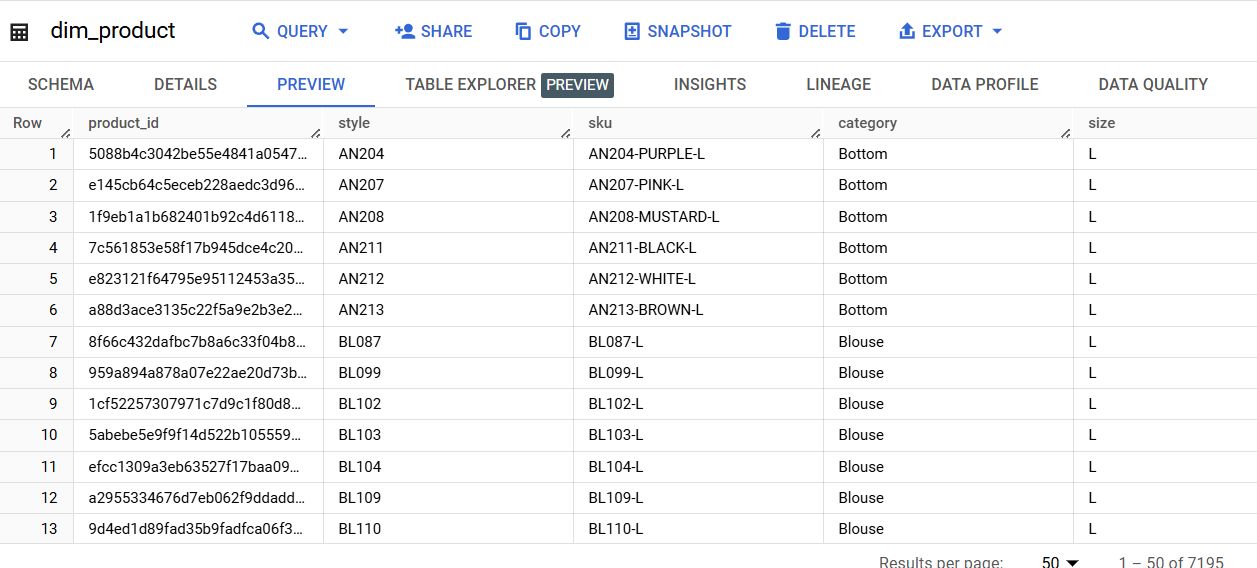 dim_product QUERY SHARE COPY SNAPSHOT DELETE EXPORT
SCHEMA DETAILS PREVIEW TABLE EXPLORER PREVIEW INSIGHTS LINEAGE DATA PROFILE DATA QUALITY
Row product_id style sku category size
1 5088b4c3042be55e4841a0547... AN204 AN204-PURPLE-L Bottom L
2 e145cb64c5eceb228aedc3d96... AN207 AN207-PINK-L Bottom L
3 1f9eb1a1b682401b92c4d6118... AN208 AN208-MUSTARD-L Bottom L
4 7c561853e58f17b945dce4c20... AN211 AN211-BLACK-L Bottom L
5 e823121f64795e95112453a35... AN212 AN212-WHITE-L Bottom L
6 a88d3ace3135c22f5a9e2b3e2... AN213 AN213-BROWN-L Bottom L
7 8f66c432dafbc7b8a6c33f04b8... BL087 BL087-L Blouse L
8 959a894a878a07e22ae20d73b... BL099 BL099-L Blouse L
9 1cf52257307971c7d9c1f80d8... BL102 BL102-L Blouse L
10 5abebe5e9f9f14d522b105559... BL103 BL103-L Blouse L
11 efcc1309a3eb63527f17baa09... BL104 BL104-L Blouse L
12 a2955334676d7eb062f9ddadd... BL109 BL109-L Blouse L
13 9d4ed1d89fad35b9fadfca06f3... BL110 BL110-L Blouse L
Results per page: 50 1 – 50 of 7195